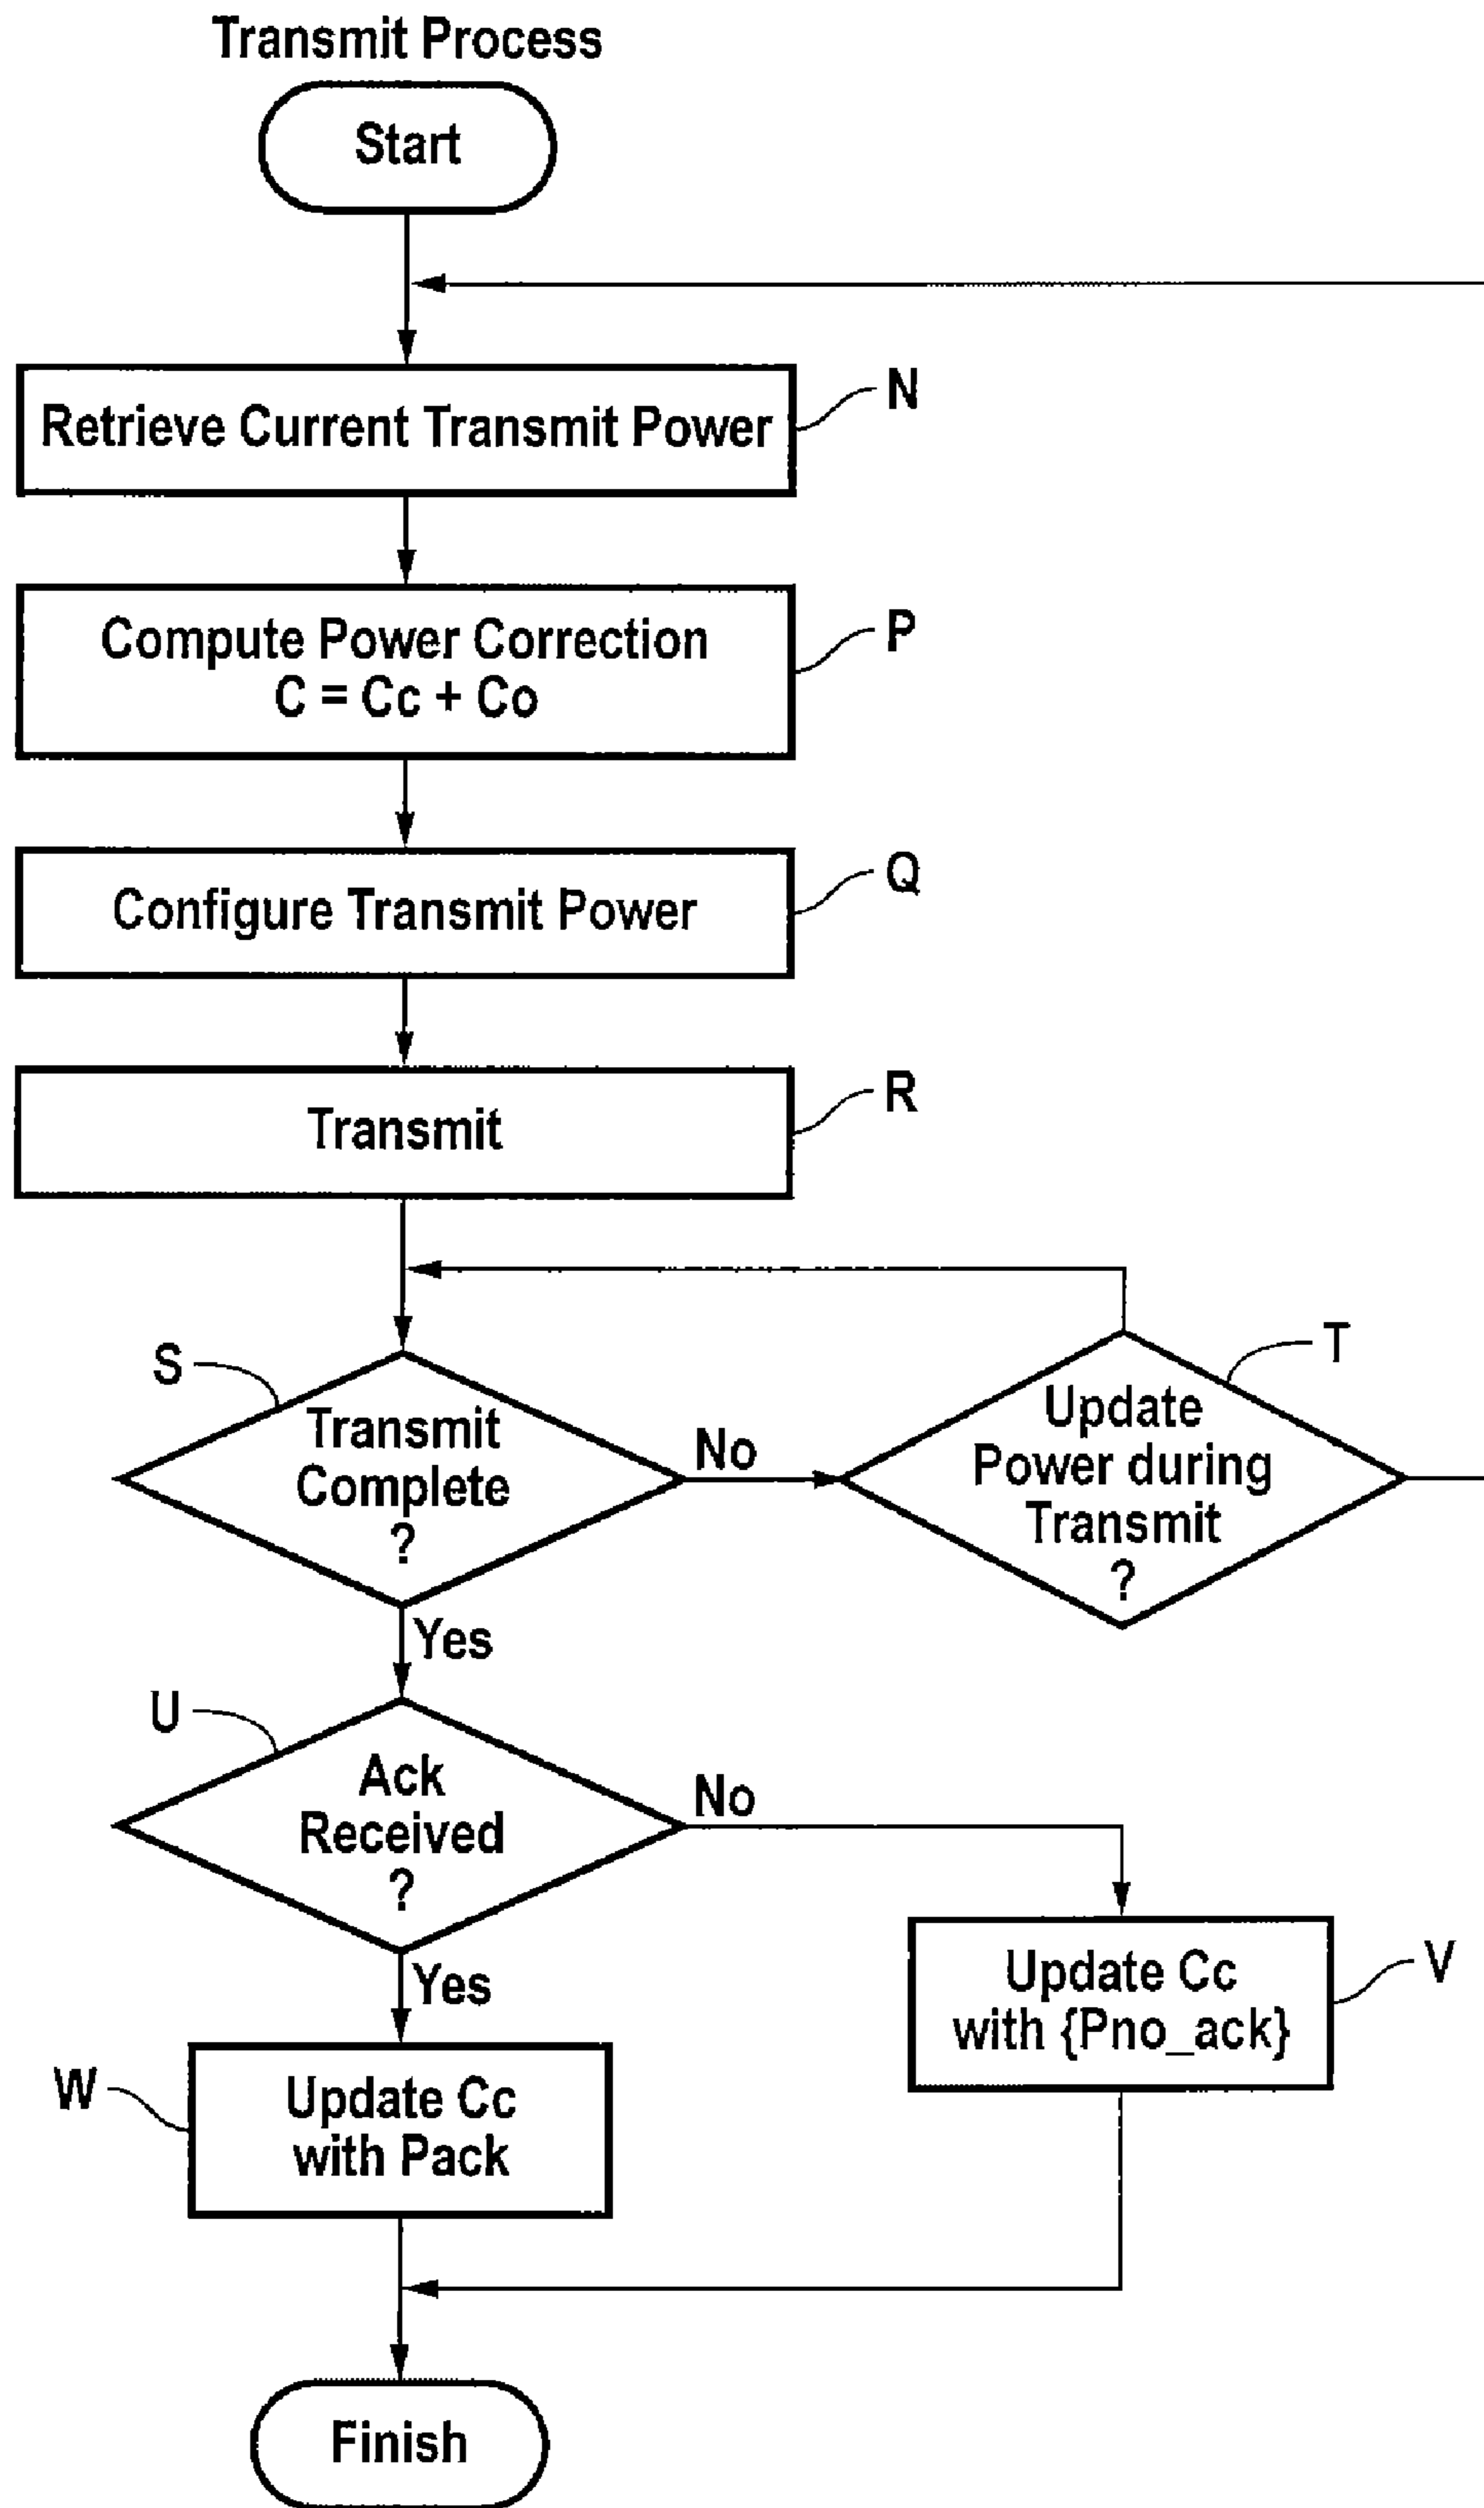 Transmit Process
Start
Retrieve Current Transmit Power
N
Compute Power Correction
C = Cc + Co
P
Configure Transmit Power
Q
Transmit
R
S
Transmit
Complete
?
No
T
Update
Power during
Transmit
?
Yes
U
Ack
Received
?
No
Yes
Update Cc
with {Pno_ack}
V
W
Update Cc
with Pack
Finish